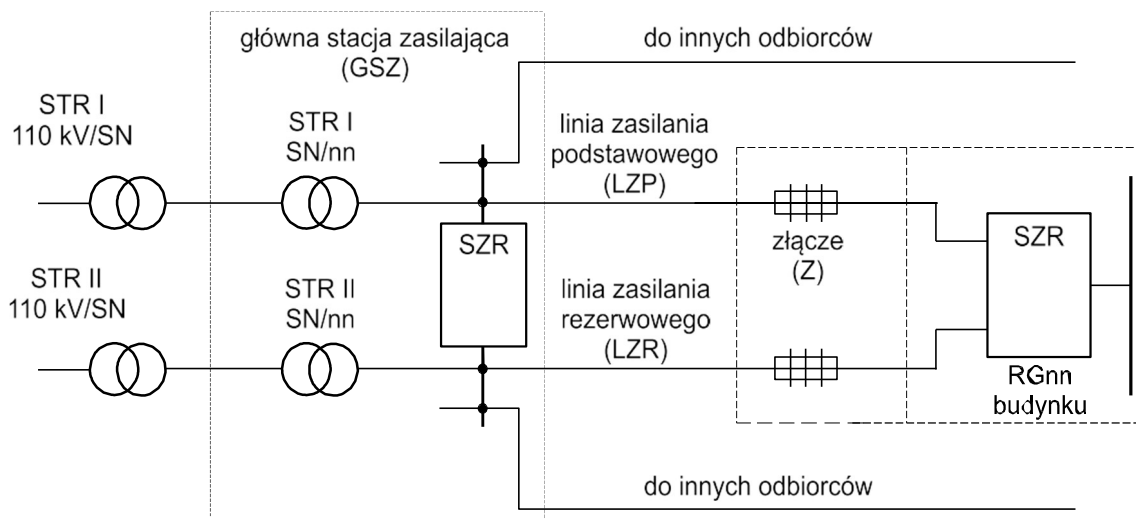 główna stacja zasilająca
(GSZ)
do innych odbiorców
STR I
110 kV/SN
STR I
SN/nn
linia zasilania
podstawowego
(LZP)
SZR
złącze
(Z)
SZR
STR II
110 kV/SN
STR II
SN/nn
linia zasilania
rezerwowego
(LZR)
RGnn
budynku
do innych odbiorców